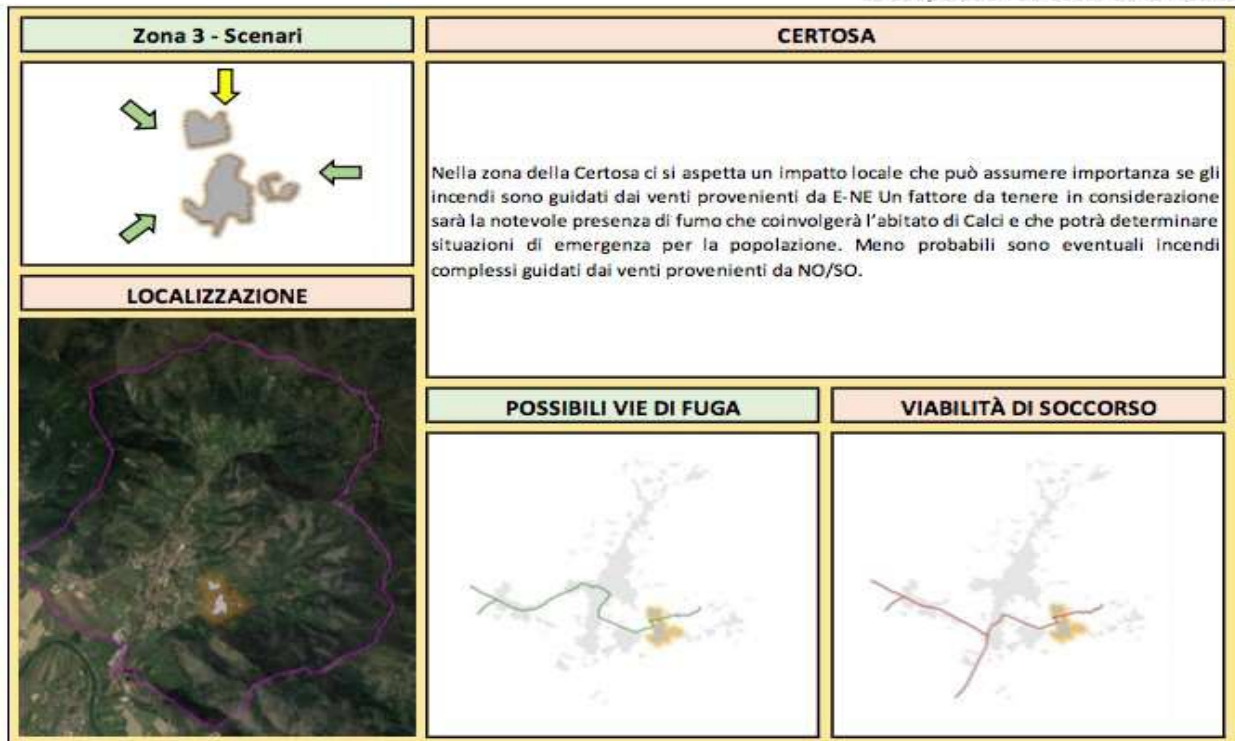 Zona 3 - Scenari
CERTOSA
Nella zona della Certosa ci si aspetta un impatto locale che può assumere importanza se gli
incendi sono guidati dai venti provenienti da E-NE Un fattore da tenere in considerazione
sarà la notevole presenza di fumo che coinvolgerà l'abitato di Calci e che potrà determinare
situazioni di emergenza per la popolazione. Meno probabili sono eventuali incendi
complessi guidati dai venti provenienti da NO/SO.
LOCALIZZAZIONE
POSSIBILI VIE DI FUGA
VIABILITÀ DI SOCCORSO